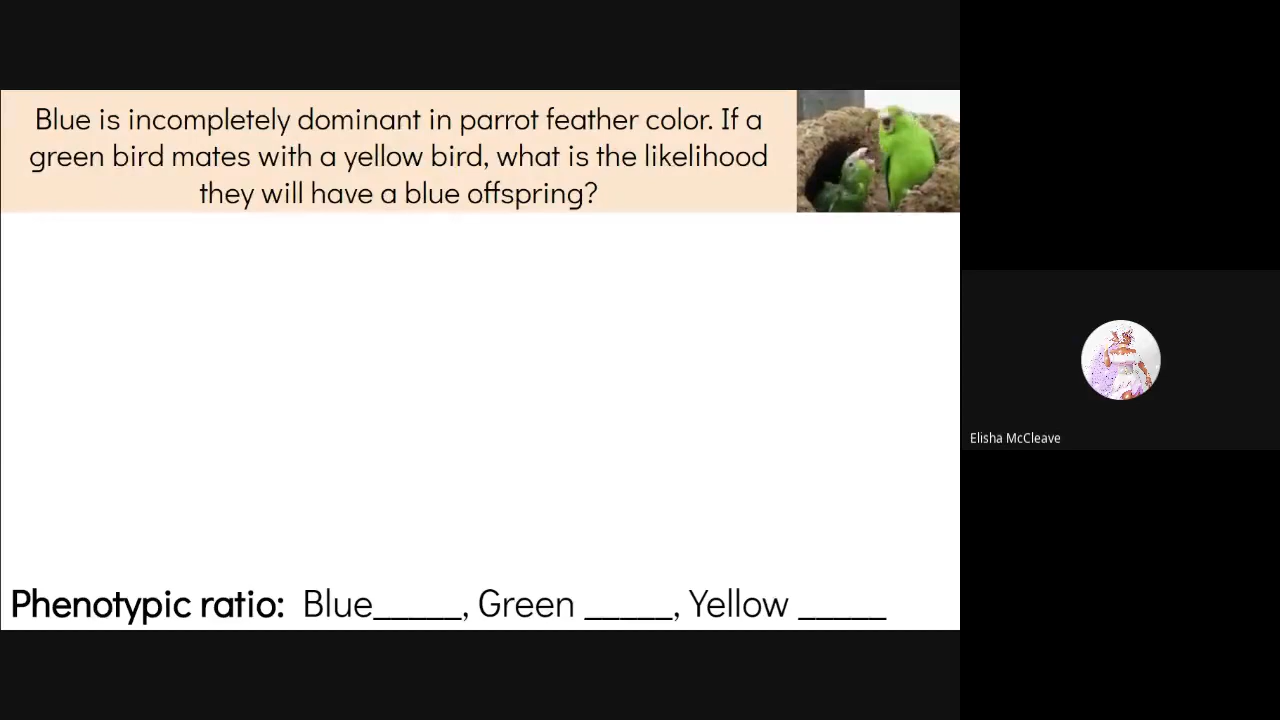 Blue is incompletely dominant in parrot feather color. If a
green bird mates with a yellow bird, what is the likelihood
they will have a blue offspring?
Elisha McCleave
Phenotypic ratio: Blue_____, Green _____, Yellow _____